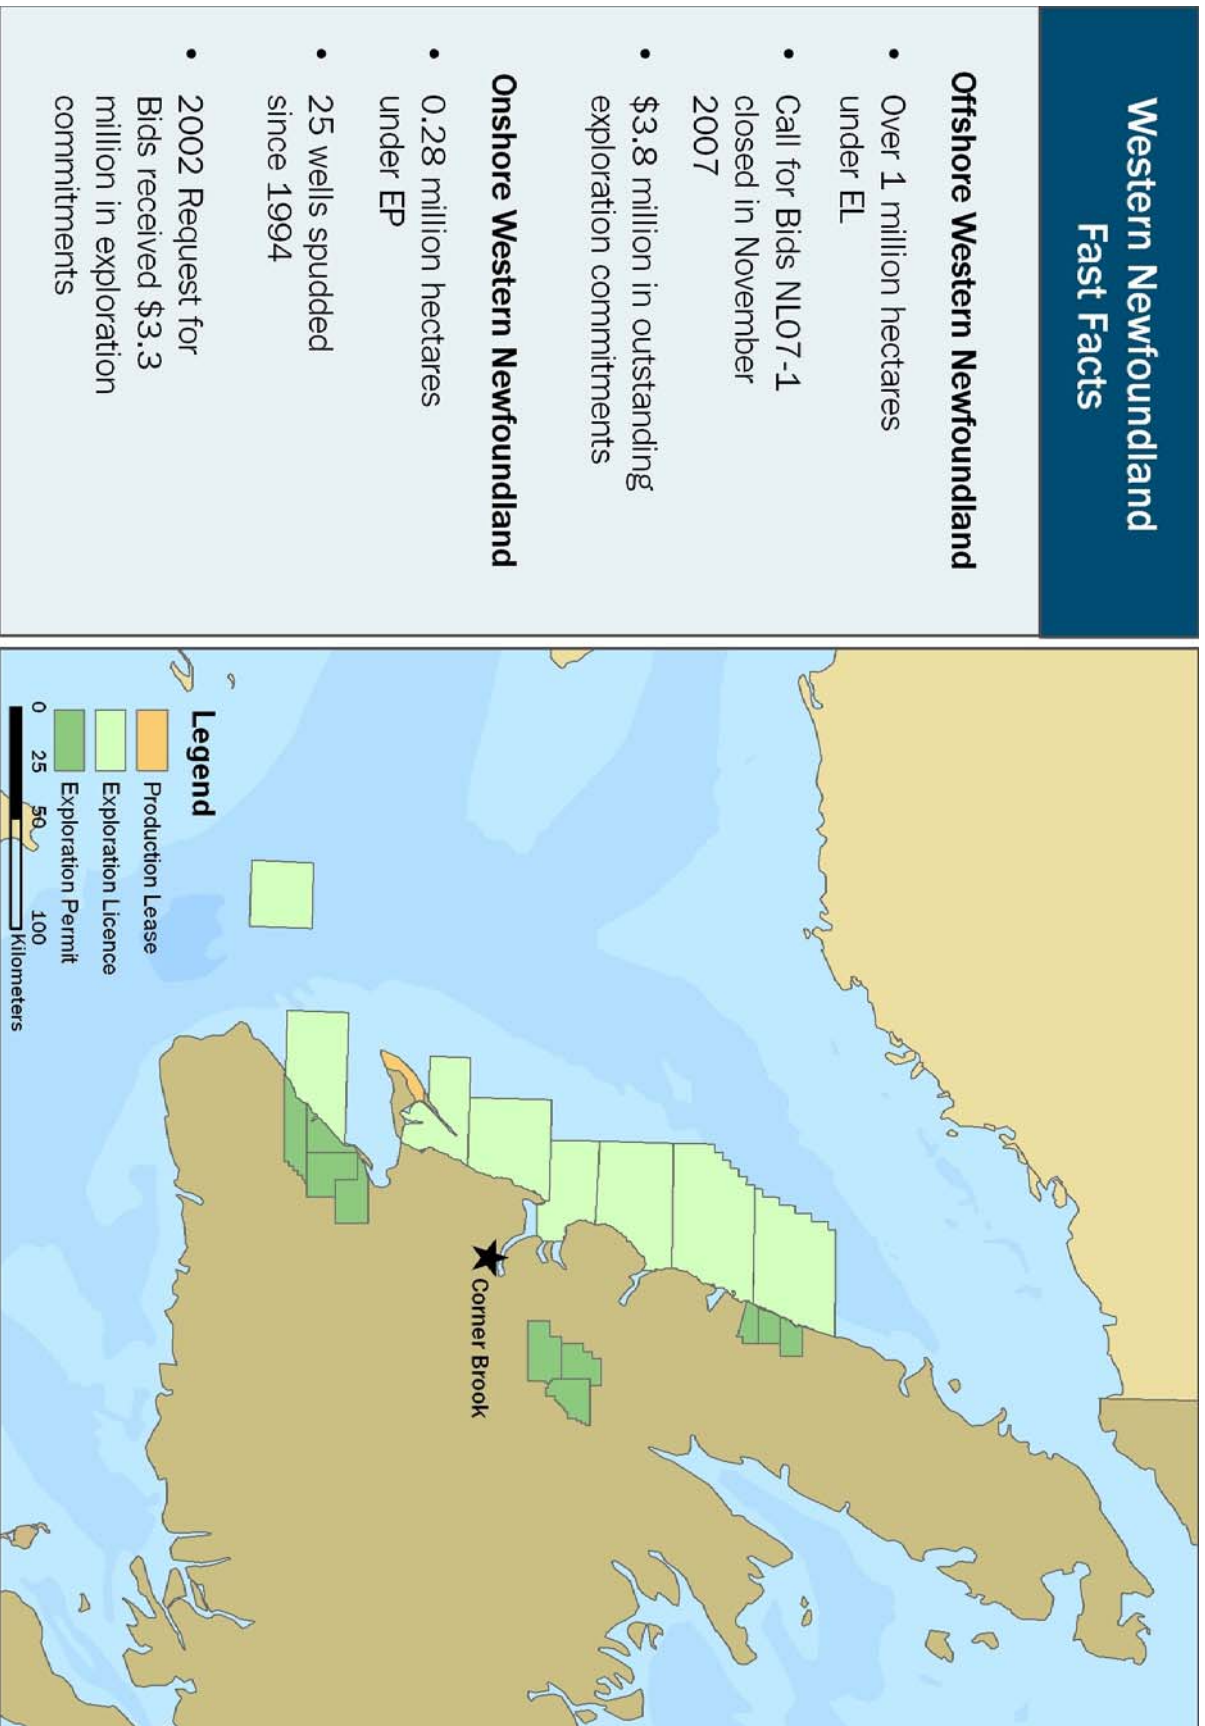 Western Newfoundland
Fast Facts
Offshore Western Newfoundland
• Over 1 million hectares
under EL
• Call for Bids NL07-1
closed in November
2007
• $3.8 million in outstanding
exploration commitments
Onshore Western Newfoundland
• 0.28 million hectares
under EP
• 25 wells spudded
since 1994
• 2002 Request for
Bids received $3.3
million in exploration
commitments
Corner Brook
Legend
Production Lease
Exploration Licence
Exploration Permit
0 25 50 100
Kilometers